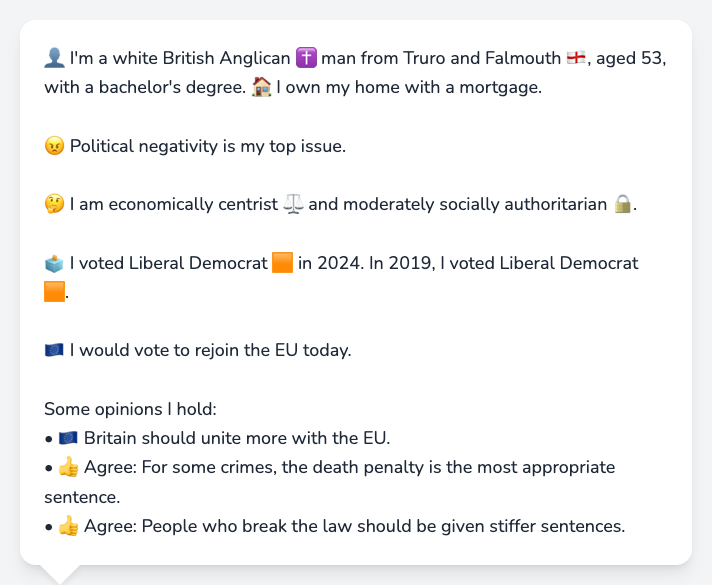 👤 I'm a white British Anglican ✝️ man from Truro and Falmouth 🏴󠁧󠁢󠁥󠁮󠁧󠁿, aged 53,
with a bachelor's degree. 🏠 I own my home with a mortgage.
😠 Political negativity is my top issue.
🤔 I am economically centrist ⚖️ and moderately socially authoritarian 🔒.
🗳️ I voted Liberal Democrat 🟧 in 2024. In 2019, I voted Liberal Democrat
🟧.
🇪🇺 I would vote to rejoin the EU today.
Some opinions I hold:
• 🇪🇺 Britain should unite more with the EU.
• 👍 Agree: For some crimes, the death penalty is the most appropriate
sentence.
• 👍 Agree: People who break the law should be given stiffer sentences.